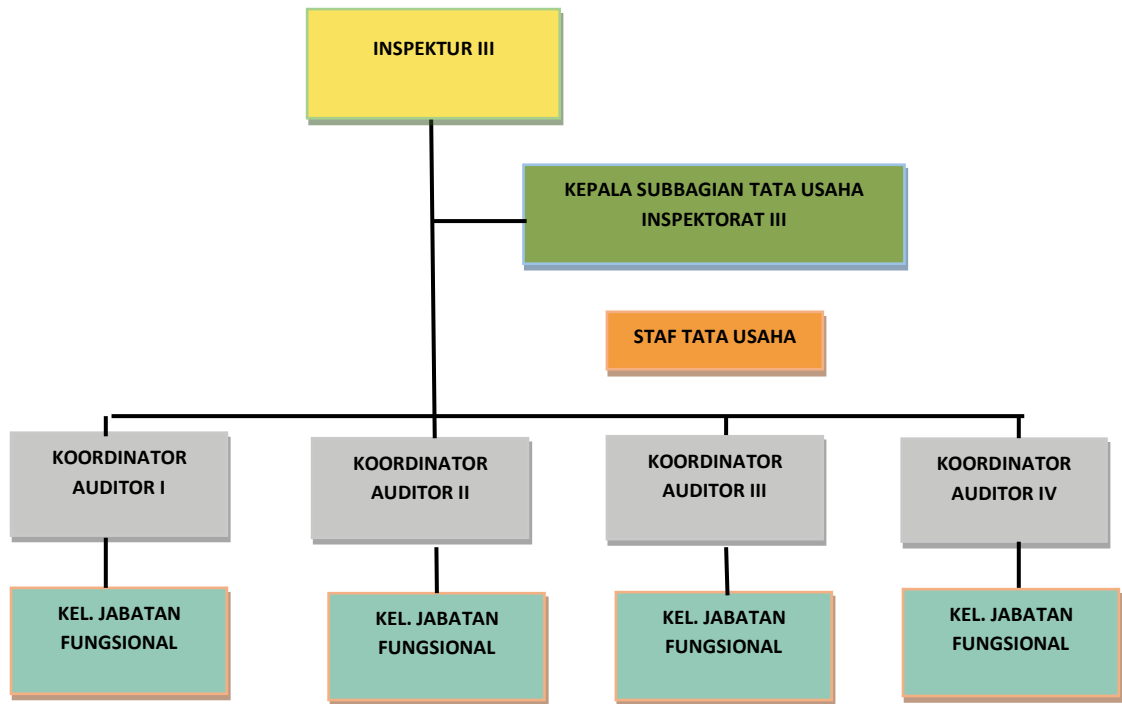 INSPEKTUR III
KEPALA SUBBAGIAN TATA USAHA
INSPEKTORAT III
STAF TATA USAHA
KOORDINATOR
AUDITOR I
KOORDINATOR
AUDITOR II
KOORDINATOR
AUDITOR III
KOORDINATOR
AUDITOR IV
KEL. JABATAN
FUNGSIONAL
KEL. JABATAN
FUNGSIONAL
KEL. JABATAN
FUNGSIONAL
KEL. JABATAN
FUNGSIONAL